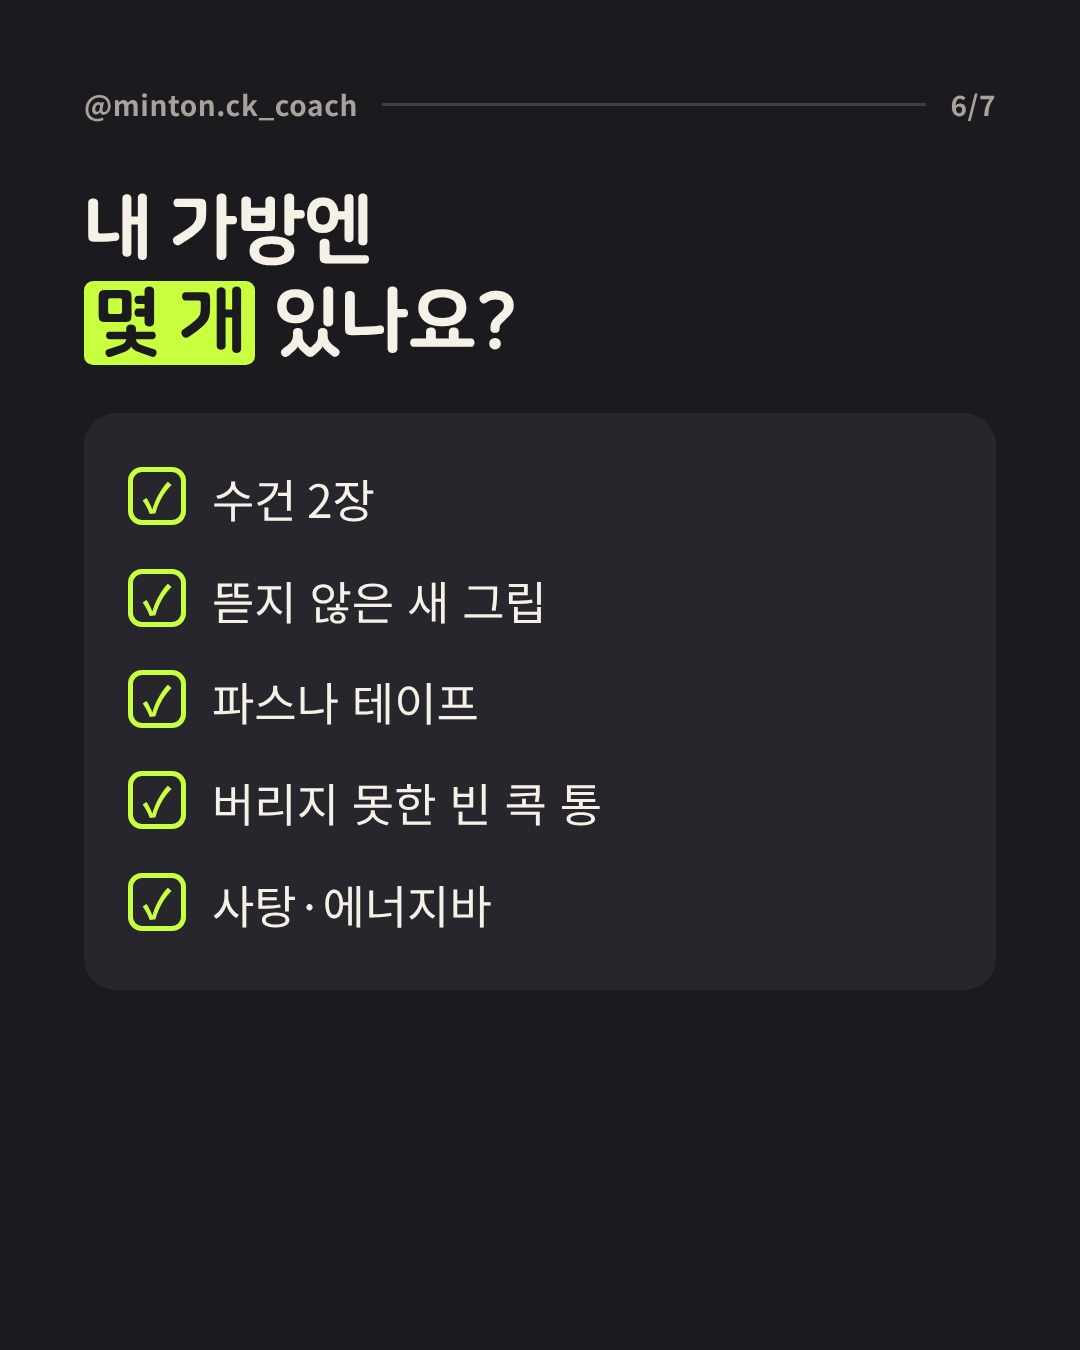 @minton.ck_coach 6/7
내 가방엔
몇 개 있나요?
수건 2장
뜯지 않은 새 그립
파스나 테이프
버리지 못한 빈 콕 통
사탕·에너지바